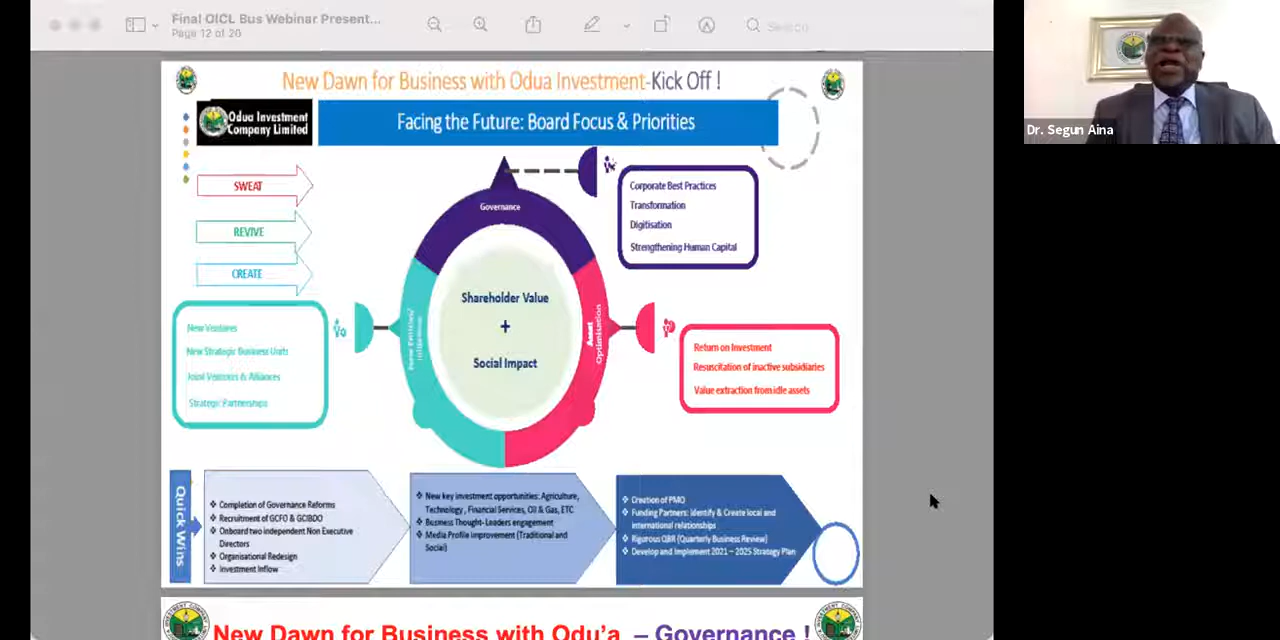 Final OICL Bus Webinar Present...
Page 12 of 20
Search
Dr. Segun Aina
New Dawn for Business with Odua Investment-Kick Off !
Odua Investment
Company Limited
Facing the Future: Board Focus & Priorities
SWEAT
REVIVE
CREATE
Governance
Corporate Best Practices
Transformation
Digitisation
Strengthening Human Capital
Shareholder Value
+
Social Impact
New Ventures
New Strategic Business Units
Joint Ventures & Alliances
Strategic Partnerships
Asset
Optimisation
Return on Investment
Resuscitation of inactive subsidiaries
Value extraction from idle assets
Quick Wins
❖ Completion of Governance Reforms
❖ Recruitment of GCFO & GCIBDO
❖ Onboard two independent Non Executive
Directors
❖ Organisational Redesign
❖ Investment Inflow
❖ New key investment opportunities: Agriculture,
Technology , Financial Services, Oil & Gas, ETC
❖ Business Thought- Leaders engagement
❖ Media Profile improvement (Traditional and
Social)
❖ Creation of PMO
❖ Funding Partners: Identify & Create local and
international relationships
❖ Rigorous QBR (Quarterly Business Review)
❖ Develop and Implement 2021 – 2025 Strategy Plan
New Dawn for Business with Odu'a – Governance !